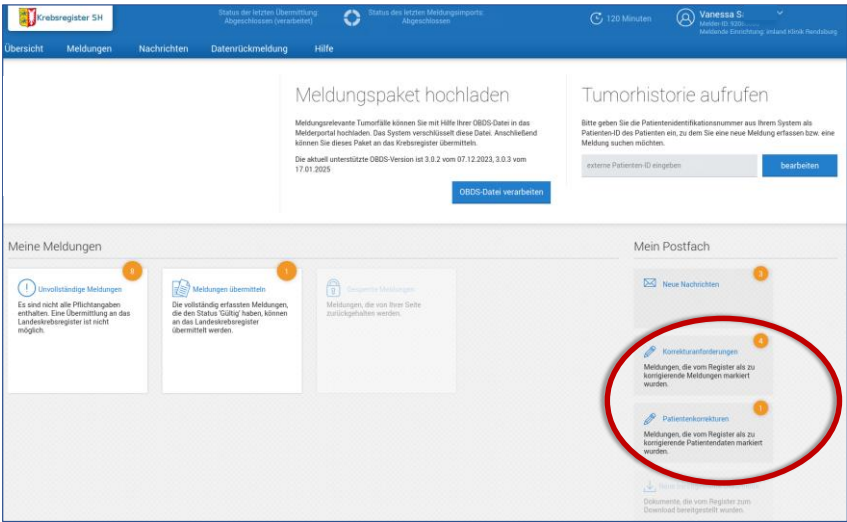 Krebsregister SH
Status der letzten Übermittlung:
Abgeschlossen (verarbeitet)
Status des letzten Meldungsimports:
Abgeschlossen
120 Minuten
Vanessa S
Melder-ID: 920
Meldende Einrichtung: imland Klinik Rendsburg
Übersicht
Meldungen
Nachrichten
Datenrückmeldung
Hilfe
Meldungspaket hochladen
Meldungsrelevante Tumorfälle können Sie mit Hilfe Ihrer OBDS-Datei in das
Melderportal hochladen. Das System verschlüsselt diese Datei. Anschließend
können Sie dieses Paket an das Krebsregister übermitteln.
Die aktuell unterstützte OBDS-Version ist 3.0.2 vom 07.12.2023, 3.0.3 vom
17.01.2025
OBDS-Datei verarbeiten
Tumorhistorie aufrufen
Bitte geben Sie die Patientenidentifikationsnummer aus Ihrem System als
Patienten-ID des Patienten ein, zu dem Sie eine neue Meldung erfassen bzw. eine
Meldung suchen möchten.
externe Patienten-ID eingeben
bearbeiten
Meine Meldungen
8
Unvollständige Meldungen
Es sind nicht alle Pflichtangaben
enthalten. Eine Übermittlung an das
Landeskrebsregister ist nicht
möglich.
1
Meldungen übermitteln
Die vollständig erfassten Meldungen,
die den Status 'Gültig' haben, können
an das Landeskrebsregister
übermittelt werden.
Gesperrte Meldungen
Meldungen, die von Ihrer Seite
zurückgehalten werden.
Mein Postfach
3
Neue Nachrichten
4
Korrekturanforderungen
Meldungen, die vom Register als zu
korrigierende Meldungen markiert
wurden.
1
Patientenkorrekturen
Meldungen, die vom Register als zu
korrigierende Patientendaten markiert
wurden.
Neue
Dokumente, die vom Register zum
Download bereitgestellt wurden.